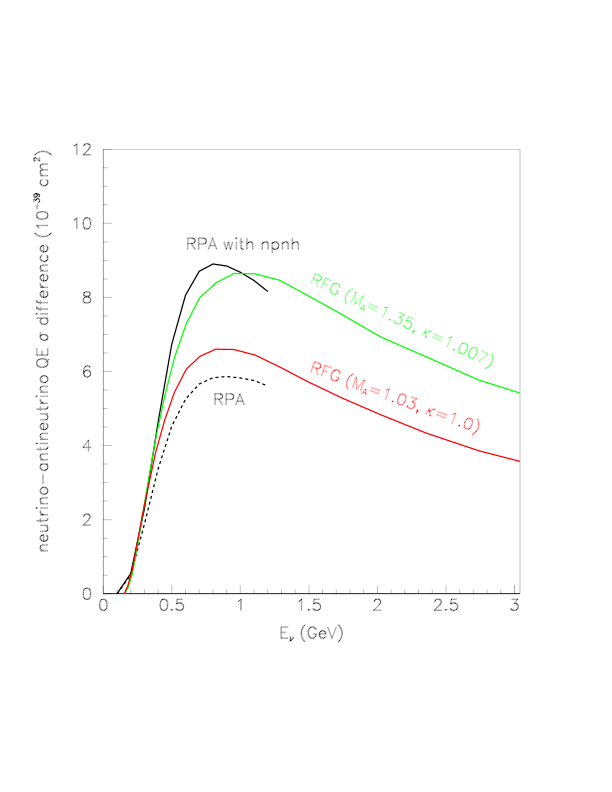 neutrino-antineutrino QE σ difference (10⁻³⁹ cm²)
12
10
8
6
4
2
0
RPA with npnh
RFG (M_A=1.35, κ=1.007)
RFG (M_A=1.03, κ=1.0)
RPA
0 0.5 1 1.5 2 2.5 3
E_ν (GeV)